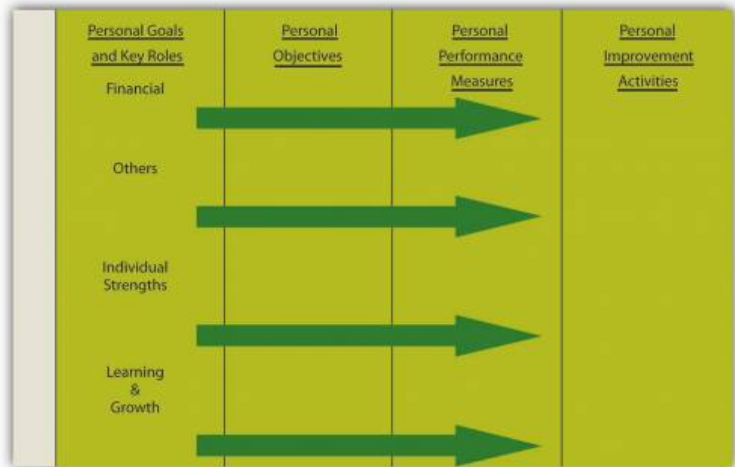 Personal Goals
and Key Roles
Personal
Objectives
Personal
Performance
Measures
Personal
Improvement
Activities
Financial
Others
Individual
Strengths
Learning
&
Growth